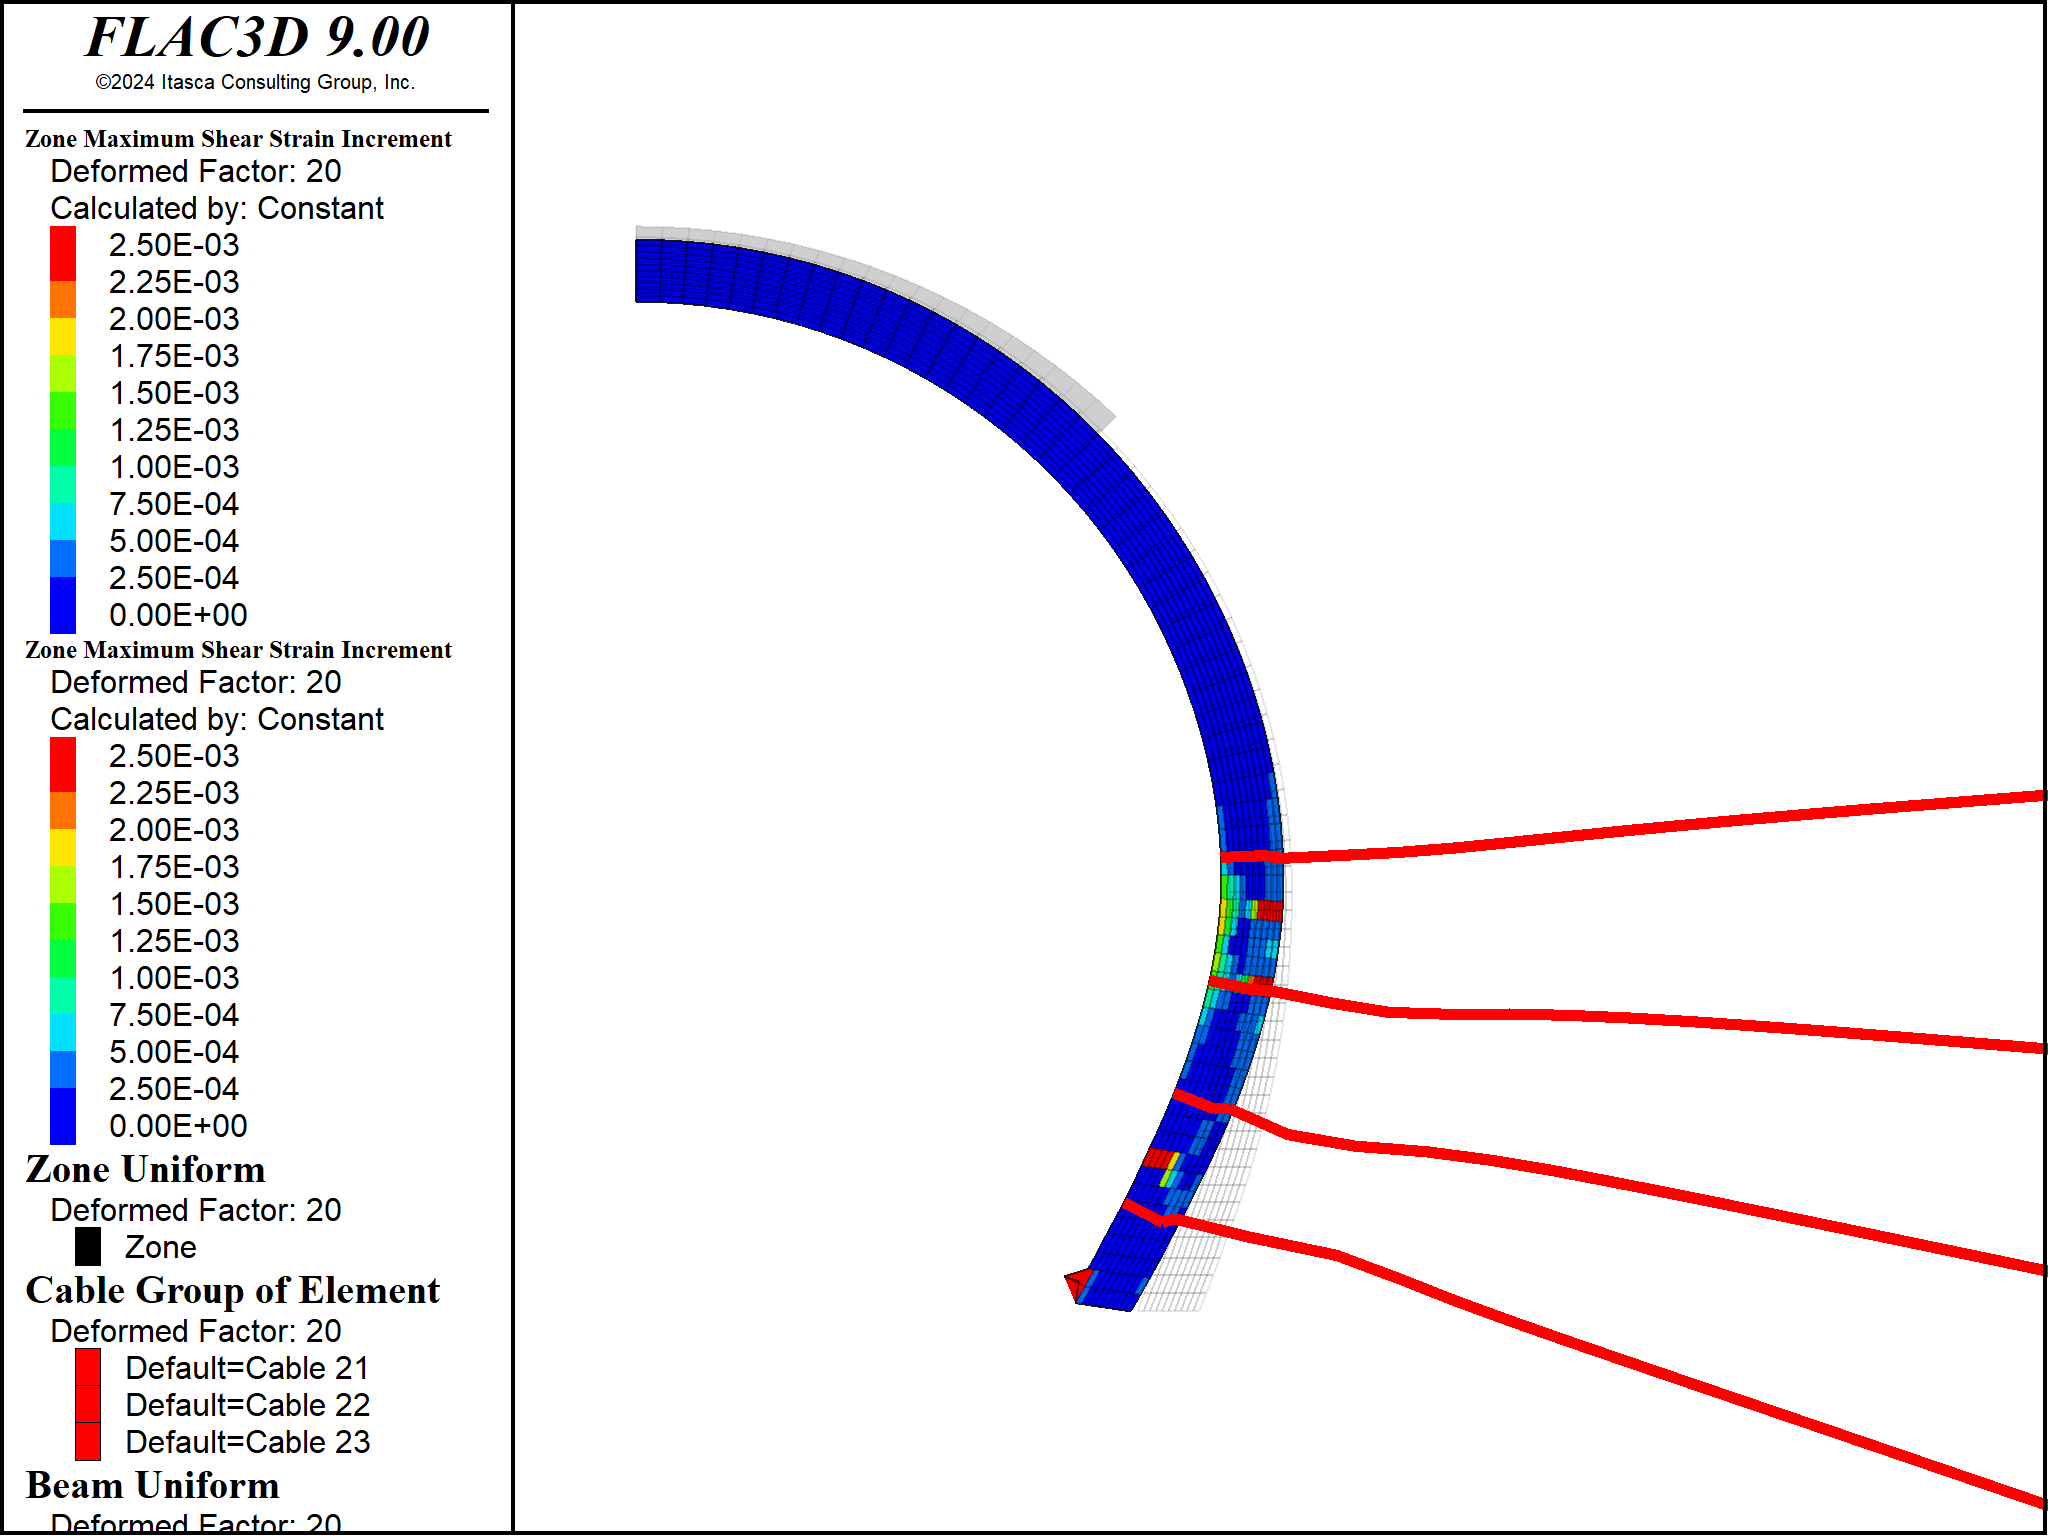 FLAC3D 9.00
©2024 Itasca Consulting Group, Inc.
Zone Maximum Shear Strain Increment
Deformed Factor: 20
Calculated by: Constant
2.50E-03
2.25E-03
2.00E-03
1.75E-03
1.50E-03
1.25E-03
1.00E-03
7.50E-04
5.00E-04
2.50E-04
0.00E+00
Zone Maximum Shear Strain Increment
Deformed Factor: 20
Calculated by: Constant
2.50E-03
2.25E-03
2.00E-03
1.75E-03
1.50E-03
1.25E-03
1.00E-03
7.50E-04
5.00E-04
2.50E-04
0.00E+00
Zone Uniform
Deformed Factor: 20
Zone
Cable Group of Element
Deformed Factor: 20
Default=Cable 21
Default=Cable 22
Default=Cable 23
Beam Uniform
Deformed Factor: 20